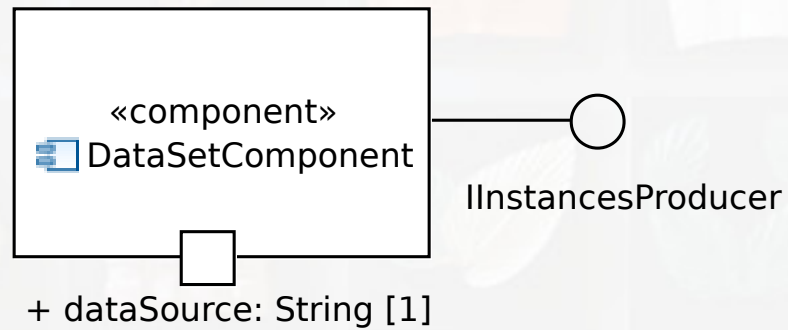 «component»
DataSetComponent
IInstancesProducer
+ dataSource: String [1]